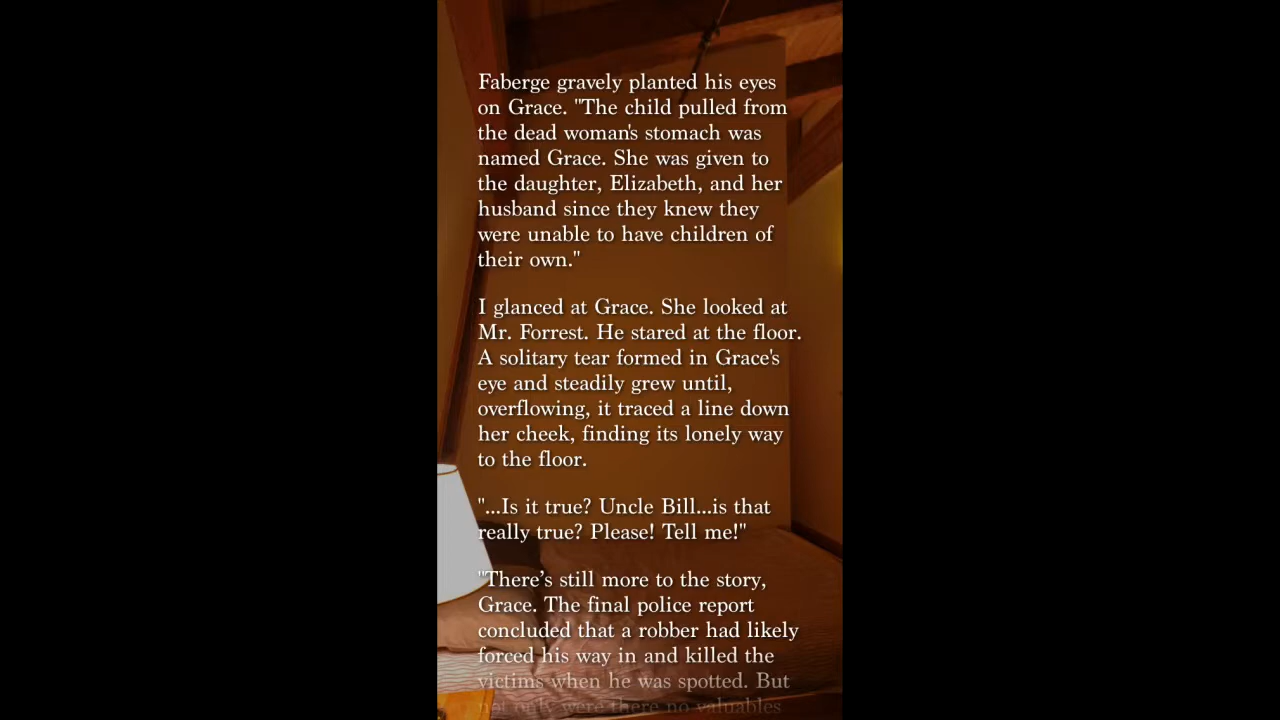 Faberge gravely planted his eyes
on Grace. "The child pulled from
the dead woman's stomach was
named Grace. She was given to
the daughter, Elizabeth, and her
husband since they knew they
were unable to have children of
their own."
I glanced at Grace. She looked at
Mr. Forrest. He stared at the floor.
A solitary tear formed in Grace's
eye and steadily grew until,
overflowing, it traced a line down
her cheek, finding its lonely way
to the floor.
"...Is it true? Uncle Bill...is that
really true? Please! Tell me!"
"There’s still more to the story,
Grace. The final police report
concluded that a robber had likely
forced his way in and killed the
victims when he was spotted. But
not only were there no valuables